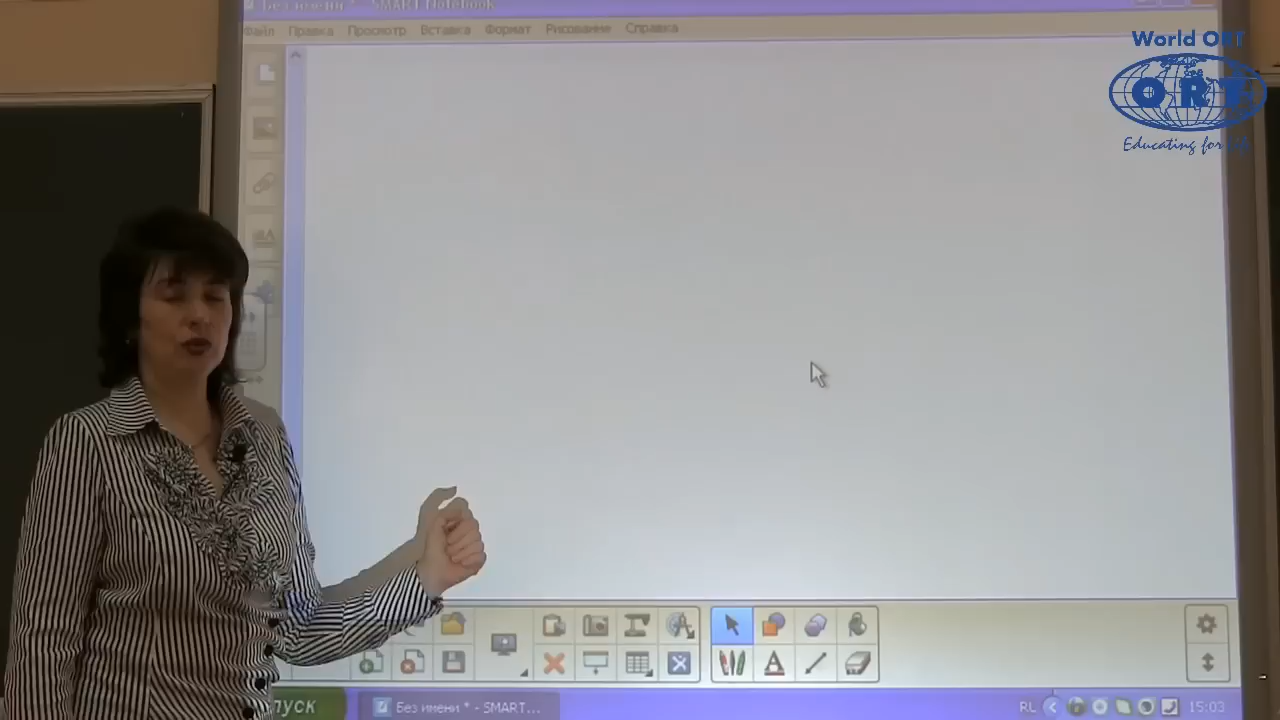 Без имени * - SMART Notebook
Файл Правка Просмотр Вставка Формат Рисование Справка
World ORT
ORT
Educating for
пуск
Без имени * - SMART...
RL
15:03